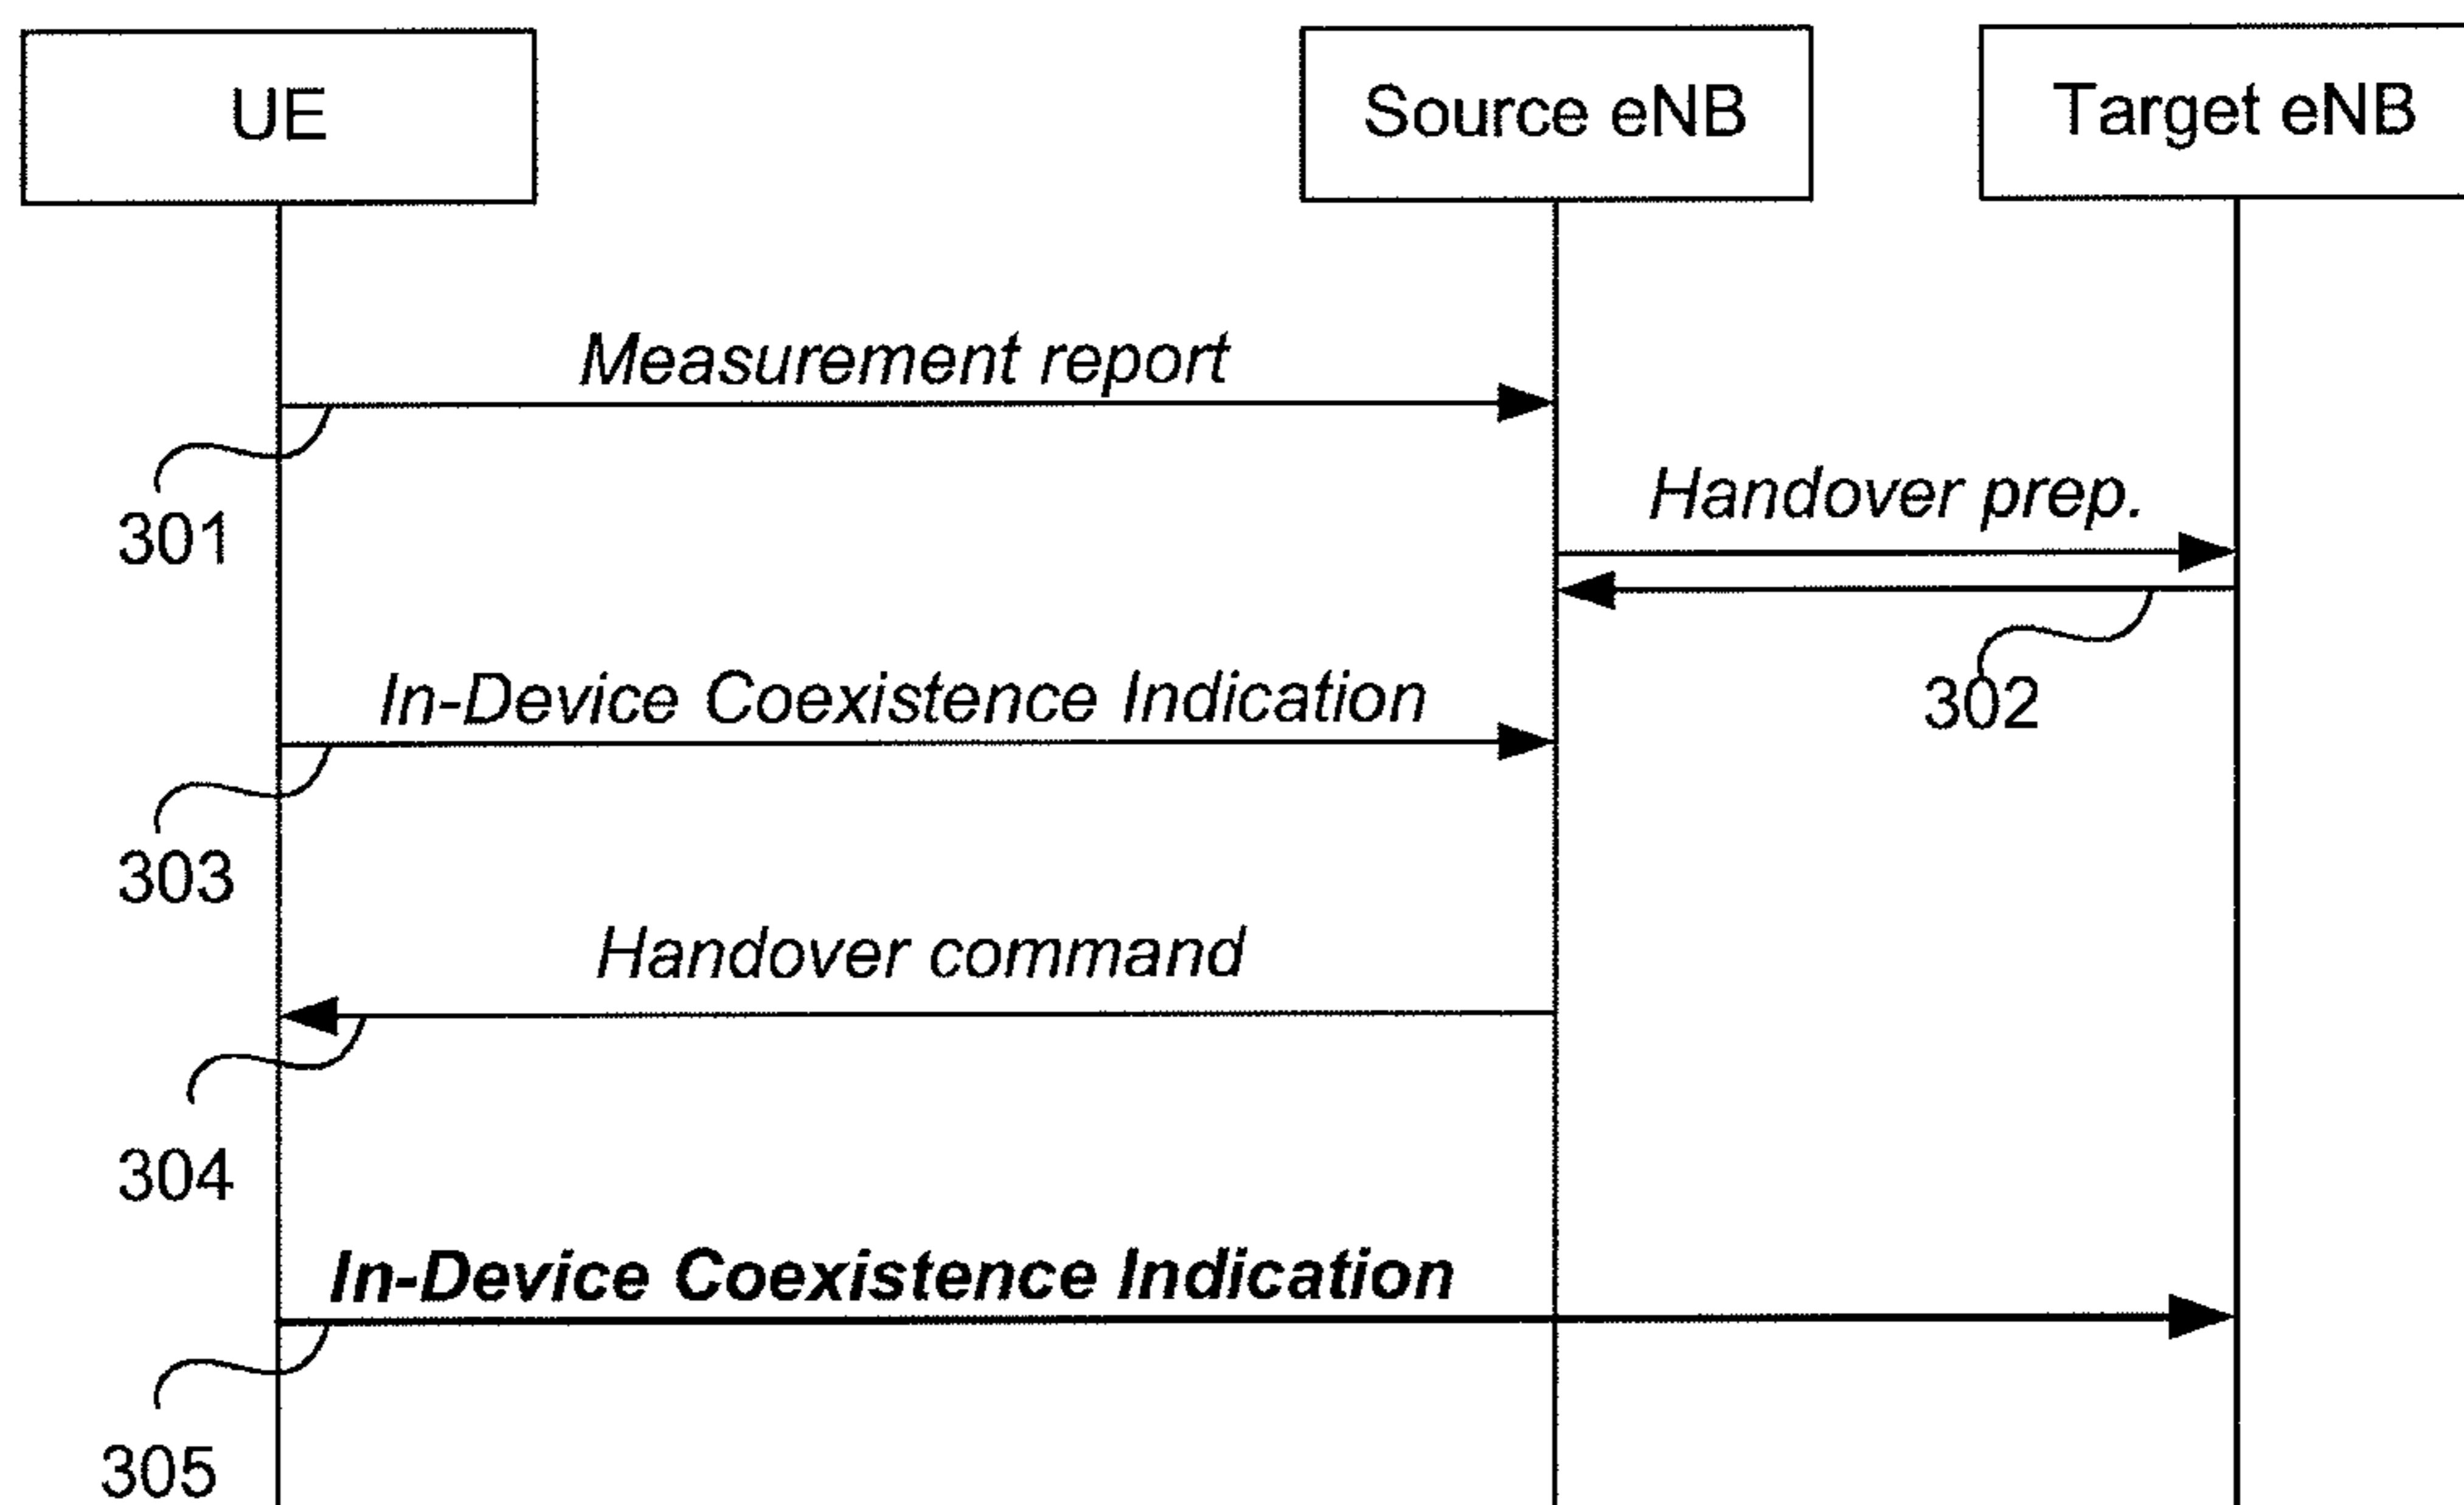 UE
Source eNB
Target eNB
Measurement report
301
Handover prep.
302
In-Device Coexistence Indication
303
Handover command
304
In-Device Coexistence Indication
305